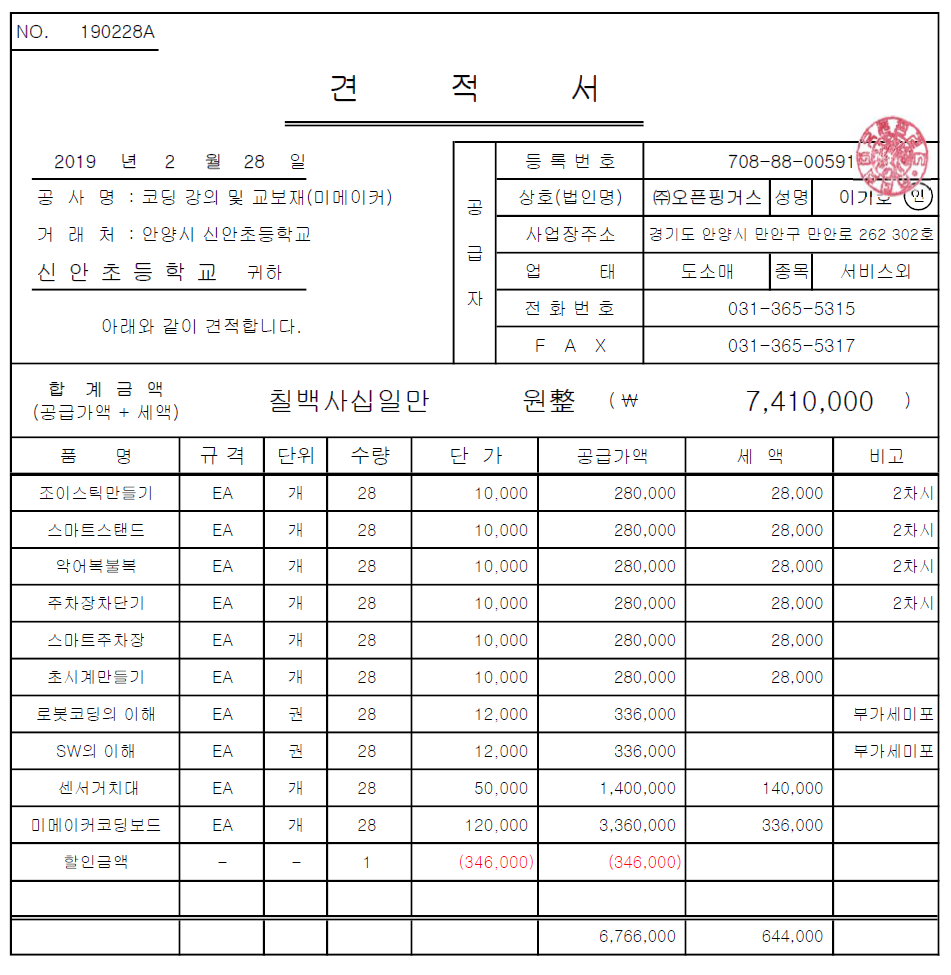 NO. 190228A
견 적 서
2019 년 2 월 28 일
공 사 명 : 코딩 강의 및 교보재(미메이커)
거 래 처 : 안양시 신안초등학교
신 안 초 등 학 교 귀하
아래와 같이 견적합니다.
공 급 자
등 록 번 호 708-88-00591
상호(법인명) ㈜오픈핑거스 성명 이기호 인
사업장주소 경기도 안양시 만안구 만안로 262 302호
업 태 도소매 종목 서비스외
전 화 번 호 031-365-5315
F A X 031-365-5317
합 계 금 액
(공급가액 + 세액)
칠백사십일만 원整 (₩ 7,410,000 )
품 명 규 격 단위 수량 단 가 공급가액 세 액 비고
조이스틱만들기 EA 개 28 10,000 280,000 28,000 2차시
스마트스탠드 EA 개 28 10,000 280,000 28,000 2차시
악어복불복 EA 개 28 10,000 280,000 28,000 2차시
주차장차단기 EA 개 28 10,000 280,000 28,000 2차시
스마트주차장 EA 개 28 10,000 280,000 28,000
초시계만들기 EA 개 28 10,000 280,000 28,000
로봇코딩의 이해 EA 권 28 12,000 336,000 부가세미포
SW의 이해 EA 권 28 12,000 336,000 부가세미포
센서거치대 EA 개 28 50,000 1,400,000 140,000
미메이커코딩보드 EA 개 28 120,000 3,360,000 336,000
할인금액 - - 1 (346,000) (346,000)
6,766,000 644,000